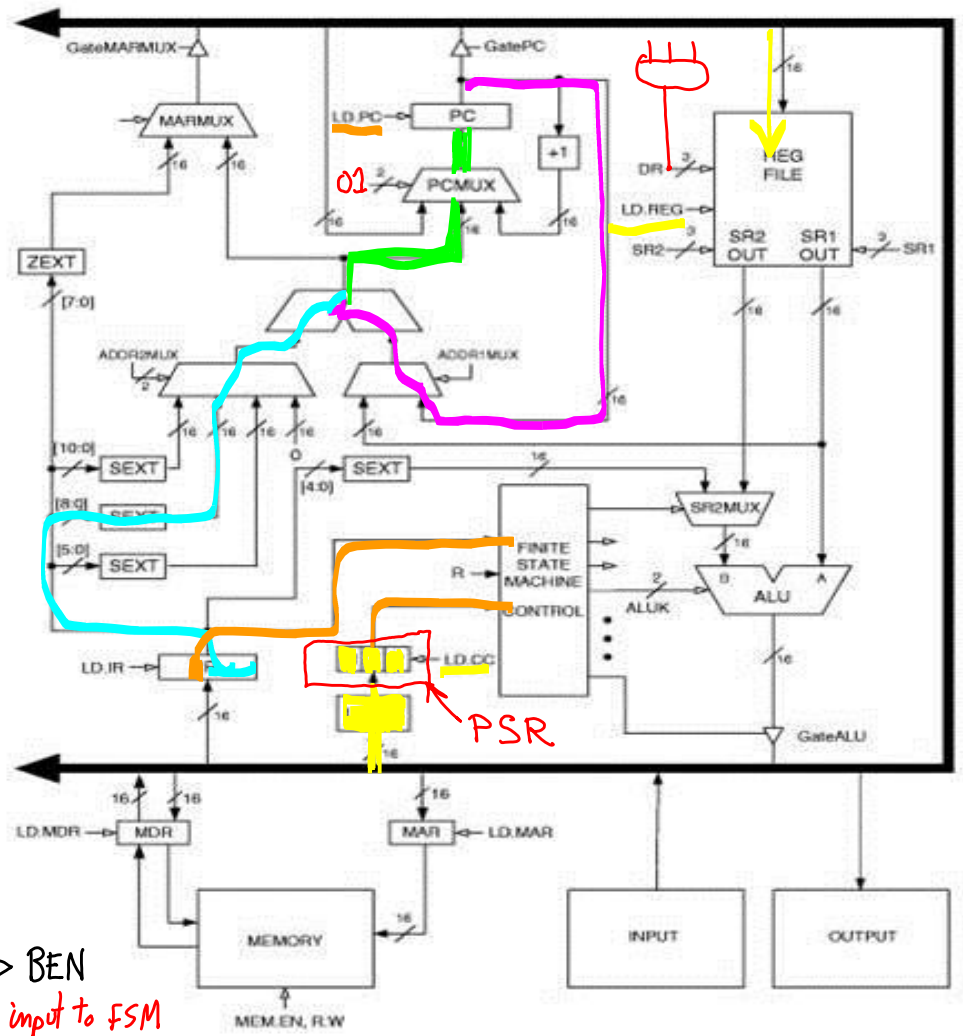 GateMARMUX
GatePC
16
LD.PC
PC
MARMUX
+1
REG
FILE
16
16
01
2
PCMUX
DR
3
LD.REG
16
16
16
3
SR2
SR2
OUT
SR1
OUT
3
SR1
ZEXT
[7:0]
16
16
ADDR2MUX
2
ADDR1MUX
16
16
16
16
16
16
0
[10:0]
SEXT
[4:0]
SEXT
16
[8:0]
SEXT
SR2MUX
[5:0]
SEXT
16
FINITE
STATE
MACHINE
R
CONTROL
2
ALUK
B
A
ALU
LD.IR
LD.CC
16
16
PSR
16
GateALU
16
16
16
LD.MDR
MDR
MAR
LD.MAR
16
MEMORY
INPUT
OUTPUT
> BEN
input to FSM
MEM.EN, R.W